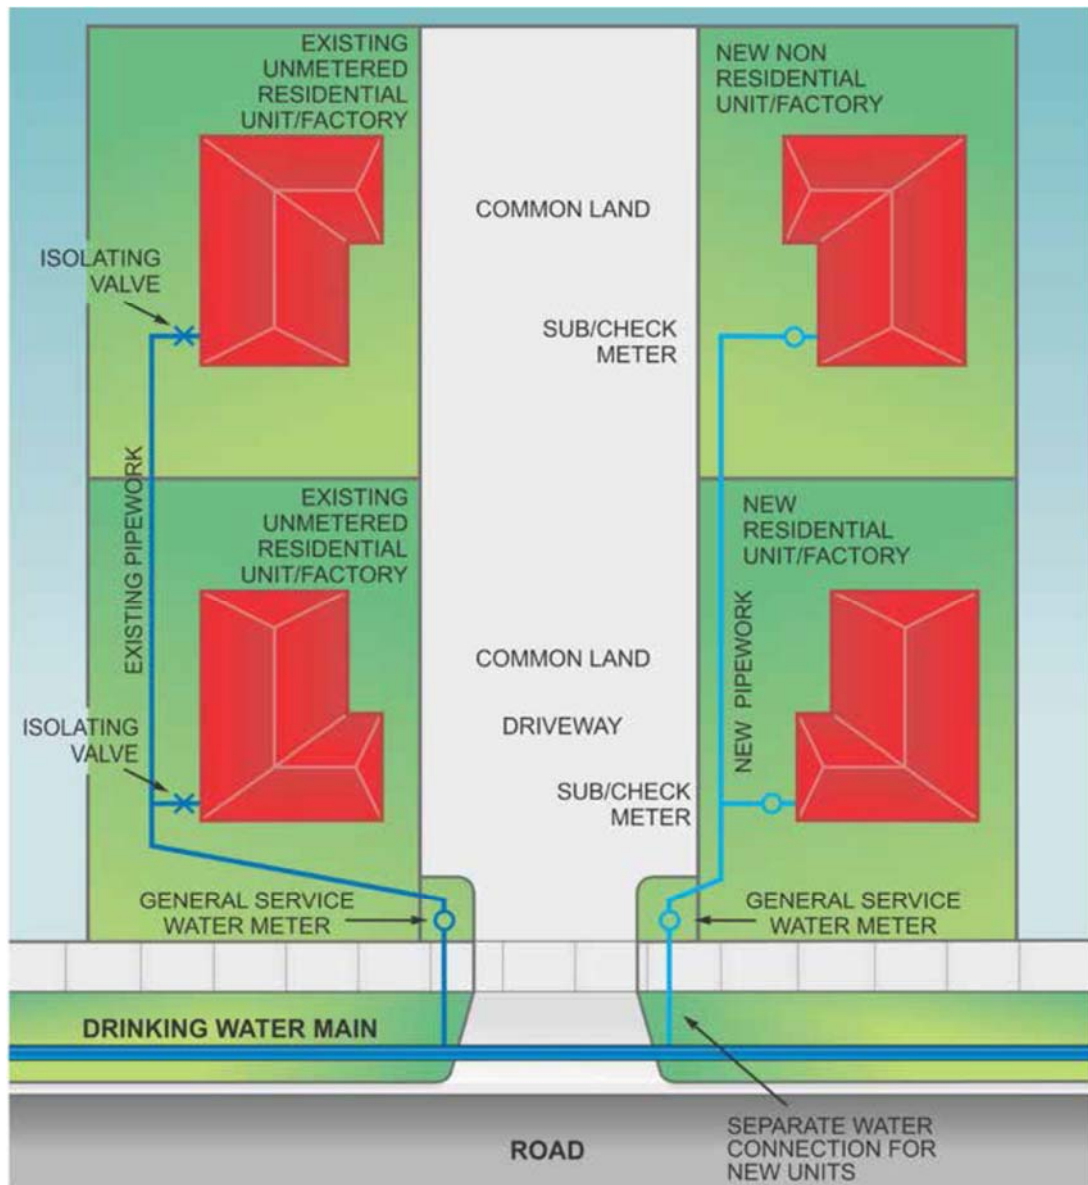 EXISTING
UNMETERED
RESIDENTIAL
UNIT/FACTORY
NEW NON
RESIDENTIAL
UNIT/FACTORY
COMMON LAND
ISOLATING
VALVE
SUB/CHECK
METER
EXISTING PIPEWORK
EXISTING
UNMETERED
RESIDENTIAL
UNIT/FACTORY
NEW
RESIDENTIAL
UNIT/FACTORY
NEW PIPEWORK
COMMON LAND
DRIVEWAY
ISOLATING
VALVE
SUB/CHECK
METER
GENERAL SERVICE
WATER METER
GENERAL SERVICE
WATER METER
DRINKING WATER MAIN
ROAD
SEPARATE WATER
CONNECTION FOR
NEW UNITS